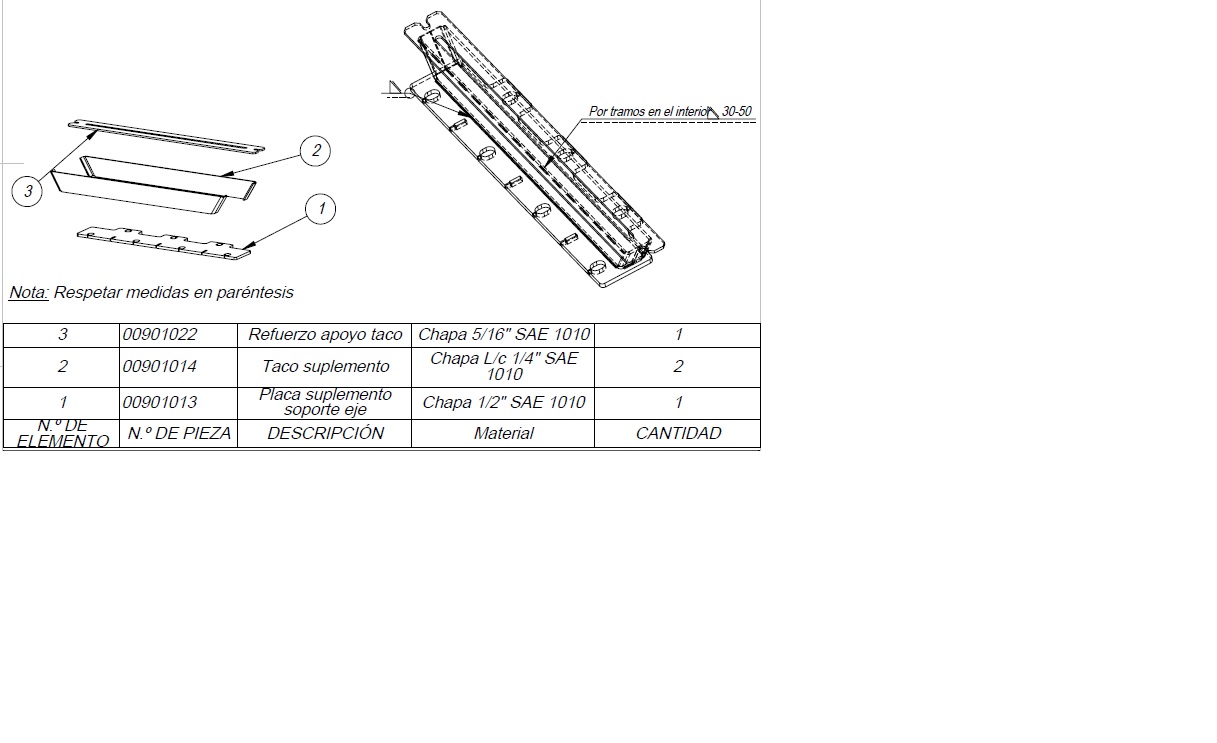 Por tramos en el interior 30-50
2
3
1
Nota: Respetar medidas en paréntesis
3 00901022 Refuerzo apoyo taco Chapa 5/16" SAE 1010 1
2 00901014 Taco suplemento Chapa L/c 1/4" SAE 1010 2
1 00901013 Placa suplemento soporte eje Chapa 1/2" SAE 1010 1
N.º DE ELEMENTO N.º DE PIEZA DESCRIPCIÓN Material CANTIDAD